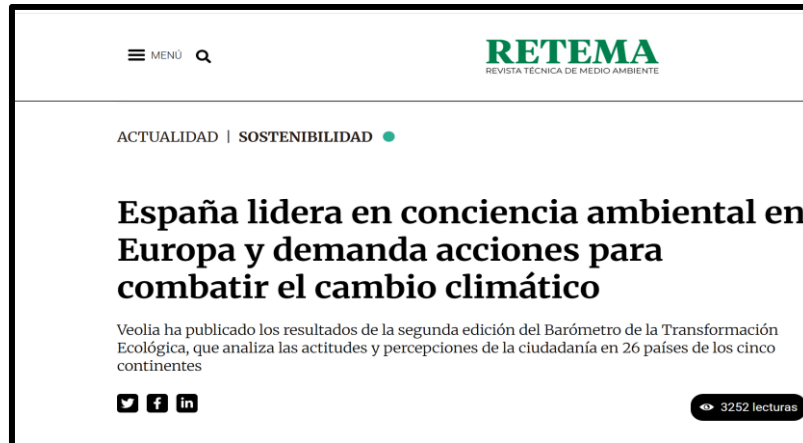 MENÚ
RETEMA
REVISTA TÉCNICA DE MEDIO AMBIENTE
ACTUALIDAD | SOSTENIBILIDAD
España lidera en conciencia ambiental en
Europa y demanda acciones para
combatir el cambio climático
Veolia ha publicado los resultados de la segunda edición del Barómetro de la Transformación
Ecológica, que analiza las actitudes y percepciones de la ciudadanía en 26 países de los cinco
continentes
3252 lecturas